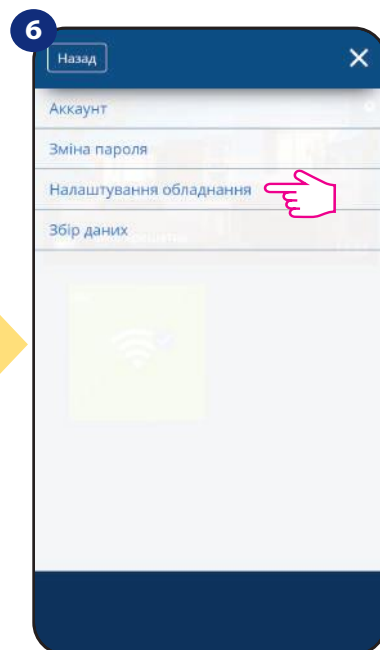 6
Назад
Аккаунт
Зміна пароля
Налаштування обладнання
Збір даних